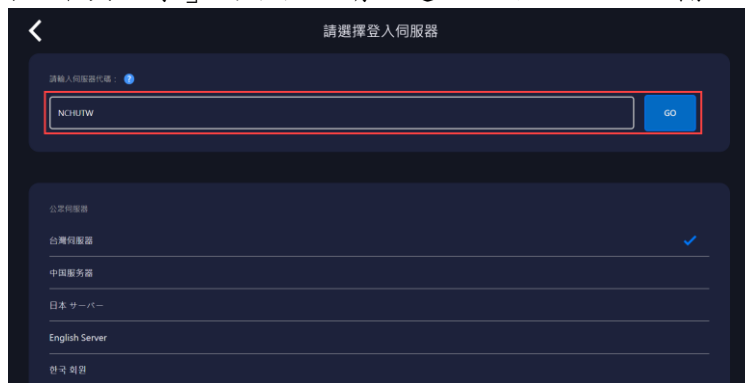 請選擇登入伺服器
請輸入伺服器代碼：
NCHUTW
GO
公眾伺服器
台灣伺服器
中国服务器
日本 サーバー
English Server
한국 회원